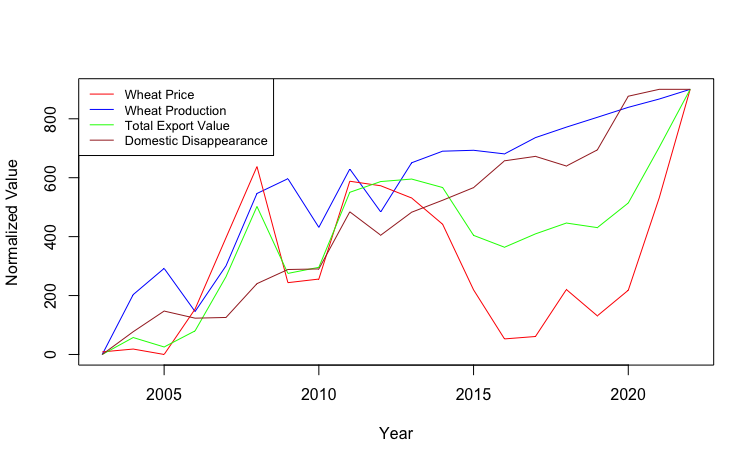 Wheat Price
Wheat Production
Total Export Value
Domestic Disappearance
Normalized Value
800
600
400
200
0
2005 2010 2015 2020
Year